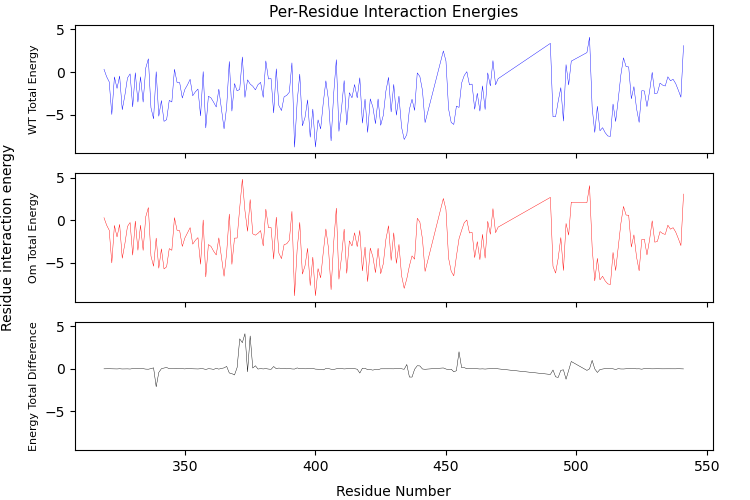 Per-Residue Interaction Energies
Residue interaction energy
WT Total Energy
5
0
−5
Om Total Energy
5
0
−5
Energy Total Difference
5
0
−5
350
400
450
500
550
Residue Number